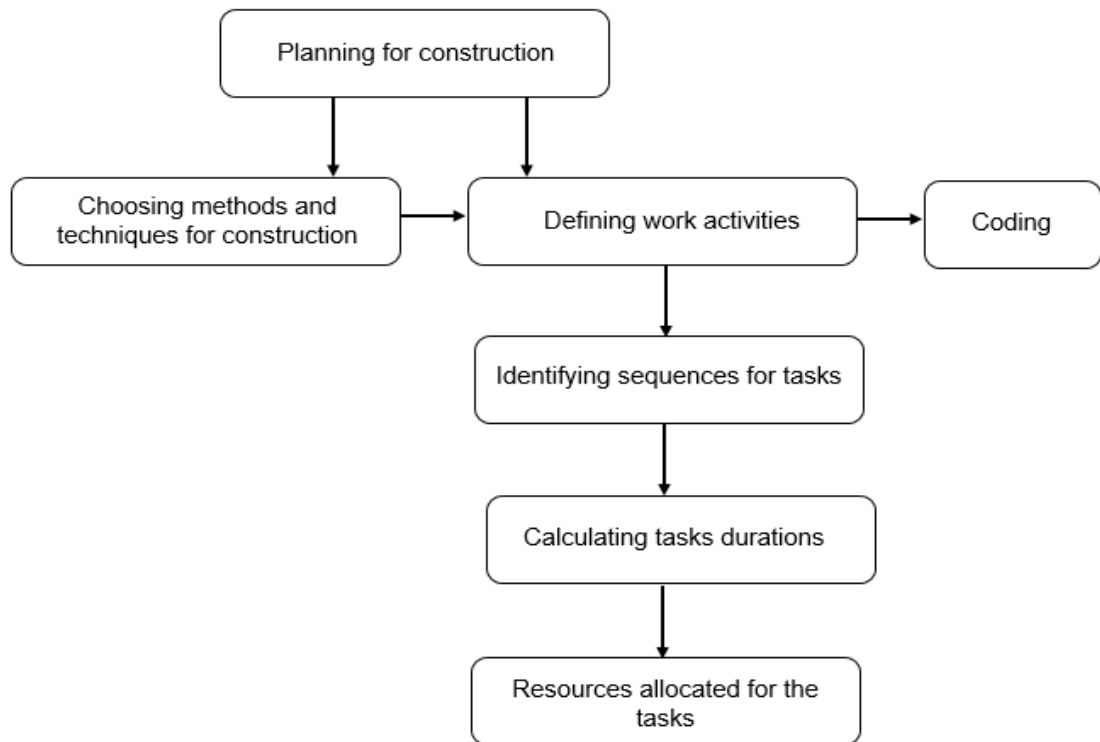 Planning for construction
Choosing methods and
techniques for construction
Defining work activities
Coding
Identifying sequences for tasks
Calculating tasks durations
Resources allocated for the
tasks